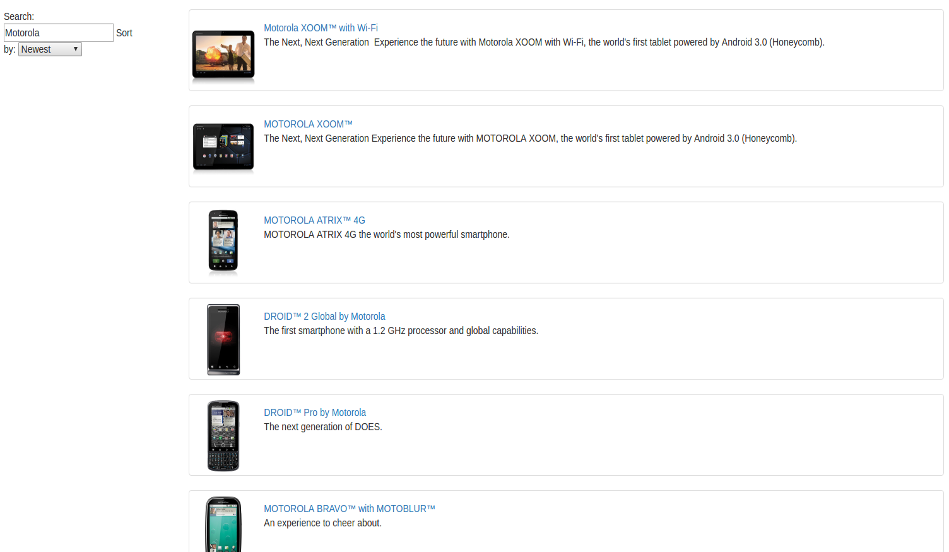 Search:
Motorola Sort
by: Newest
Motorola XOOM™ with Wi-Fi
The Next, Next Generation  Experience the future with Motorola XOOM with Wi-Fi, the world's first tablet powered by Android 3.0 (Honeycomb).
MOTOROLA XOOM™
The Next, Next Generation Experience the future with MOTOROLA XOOM, the world's first tablet powered by Android 3.0 (Honeycomb).
MOTOROLA ATRIX™ 4G
MOTOROLA ATRIX 4G the world's most powerful smartphone.
DROID™ 2 Global by Motorola
The first smartphone with a 1.2 GHz processor and global capabilities.
DROID™ Pro by Motorola
The next generation of DOES.
MOTOROLA BRAVO™ with MOTOBLUR™
An experience to cheer about.